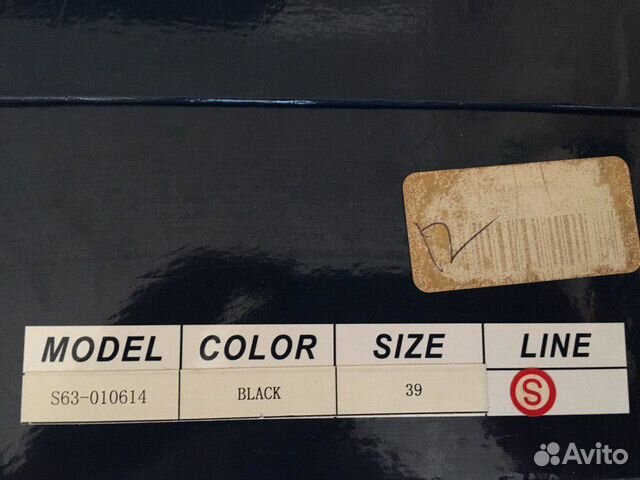 MODEL COLOR SIZE LINE
S63-010614 BLACK 39 S
Avito